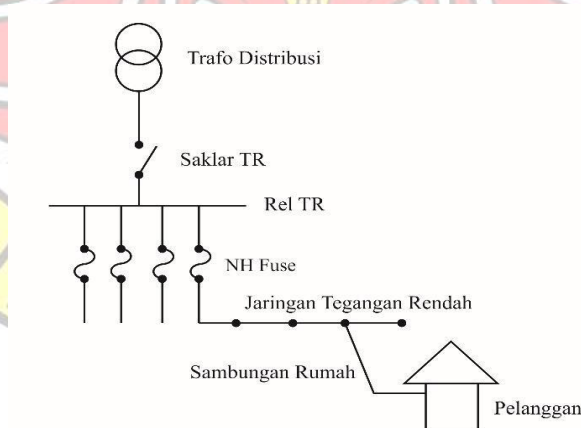 Trafo Distribusi
Saklar TR
Rel TR
NH Fuse
Jaringan Tegangan Rendah
Sambungan Rumah
Pelanggan